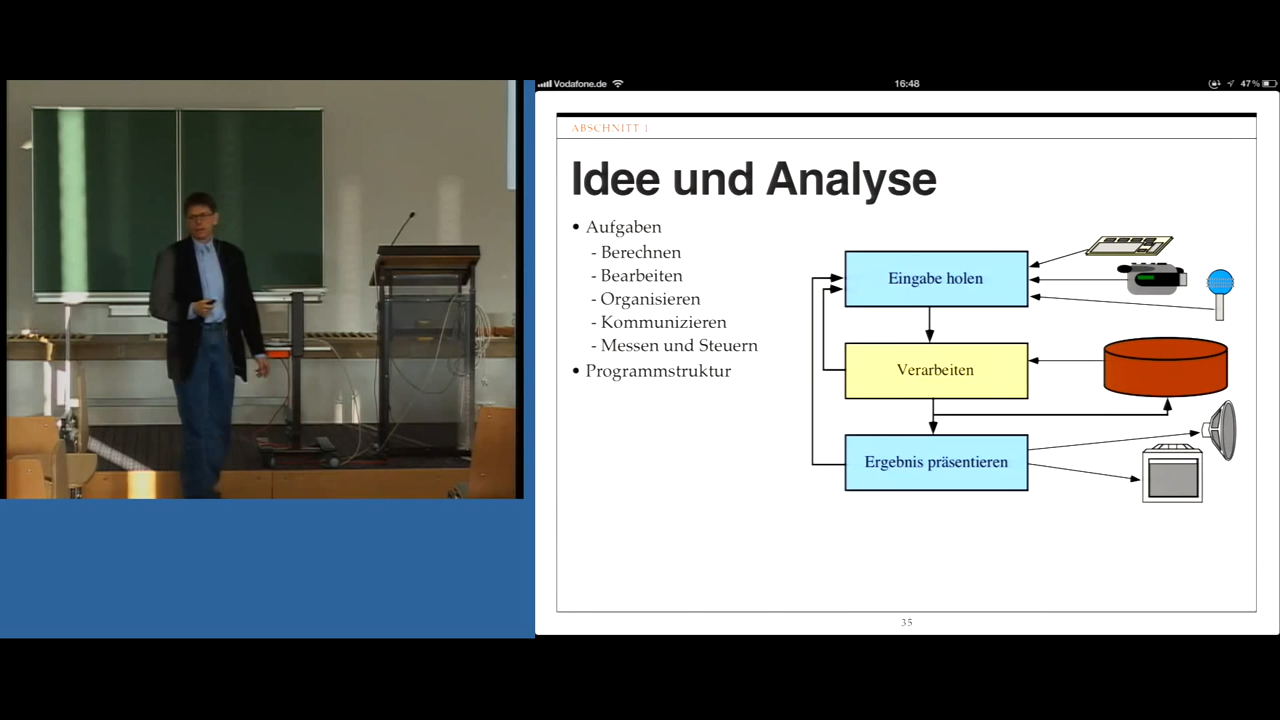 Vodafone.de
16:48
47%
ABSCHNITT 1
Idee und Analyse
• Aufgaben
- Berechnen
- Bearbeiten
- Organisieren
- Kommunizieren
- Messen und Steuern
• Programmstruktur
Eingabe holen
Verarbeiten
Ergebnis präsentieren
35